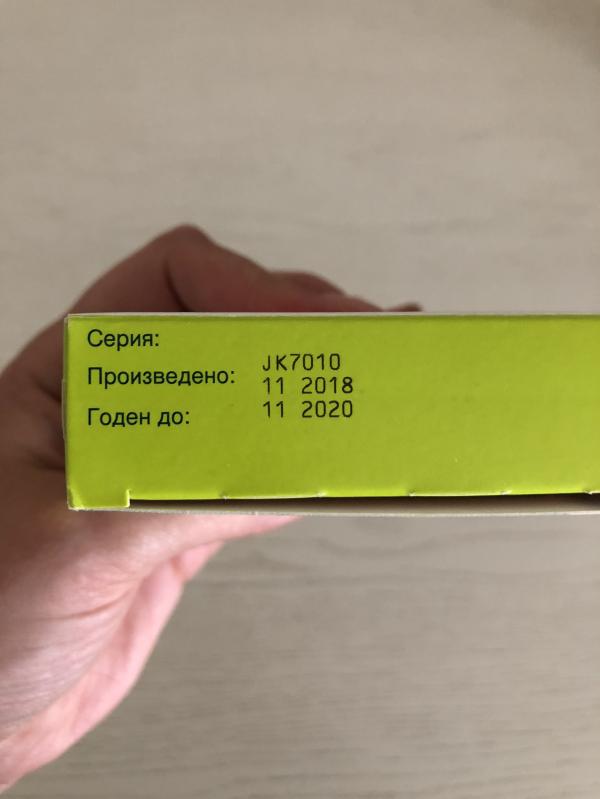 Серия:
JK7010
Произведено:
11 2018
Годен до:
11 2020